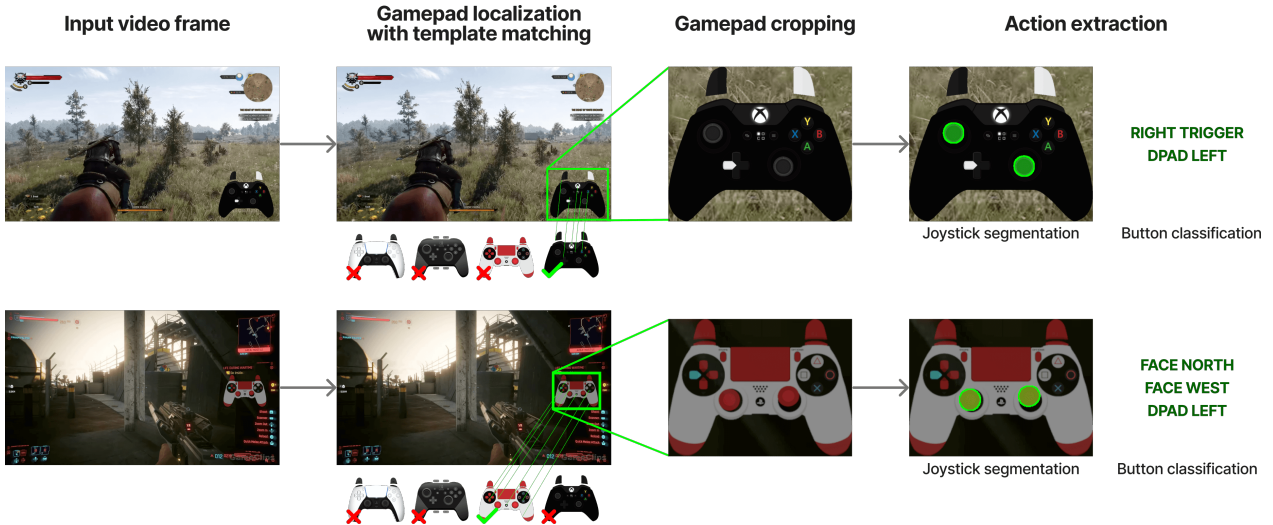 Input video frame
Gamepad localization
with template matching
Gamepad cropping
Action extraction
Y
X
B
A
Y
X
B
A
RIGHT TRIGGER
DPAD LEFT
Joystick segmentation
Button classification
FACE NORTH
FACE WEST
DPAD LEFT
Joystick segmentation
Button classification